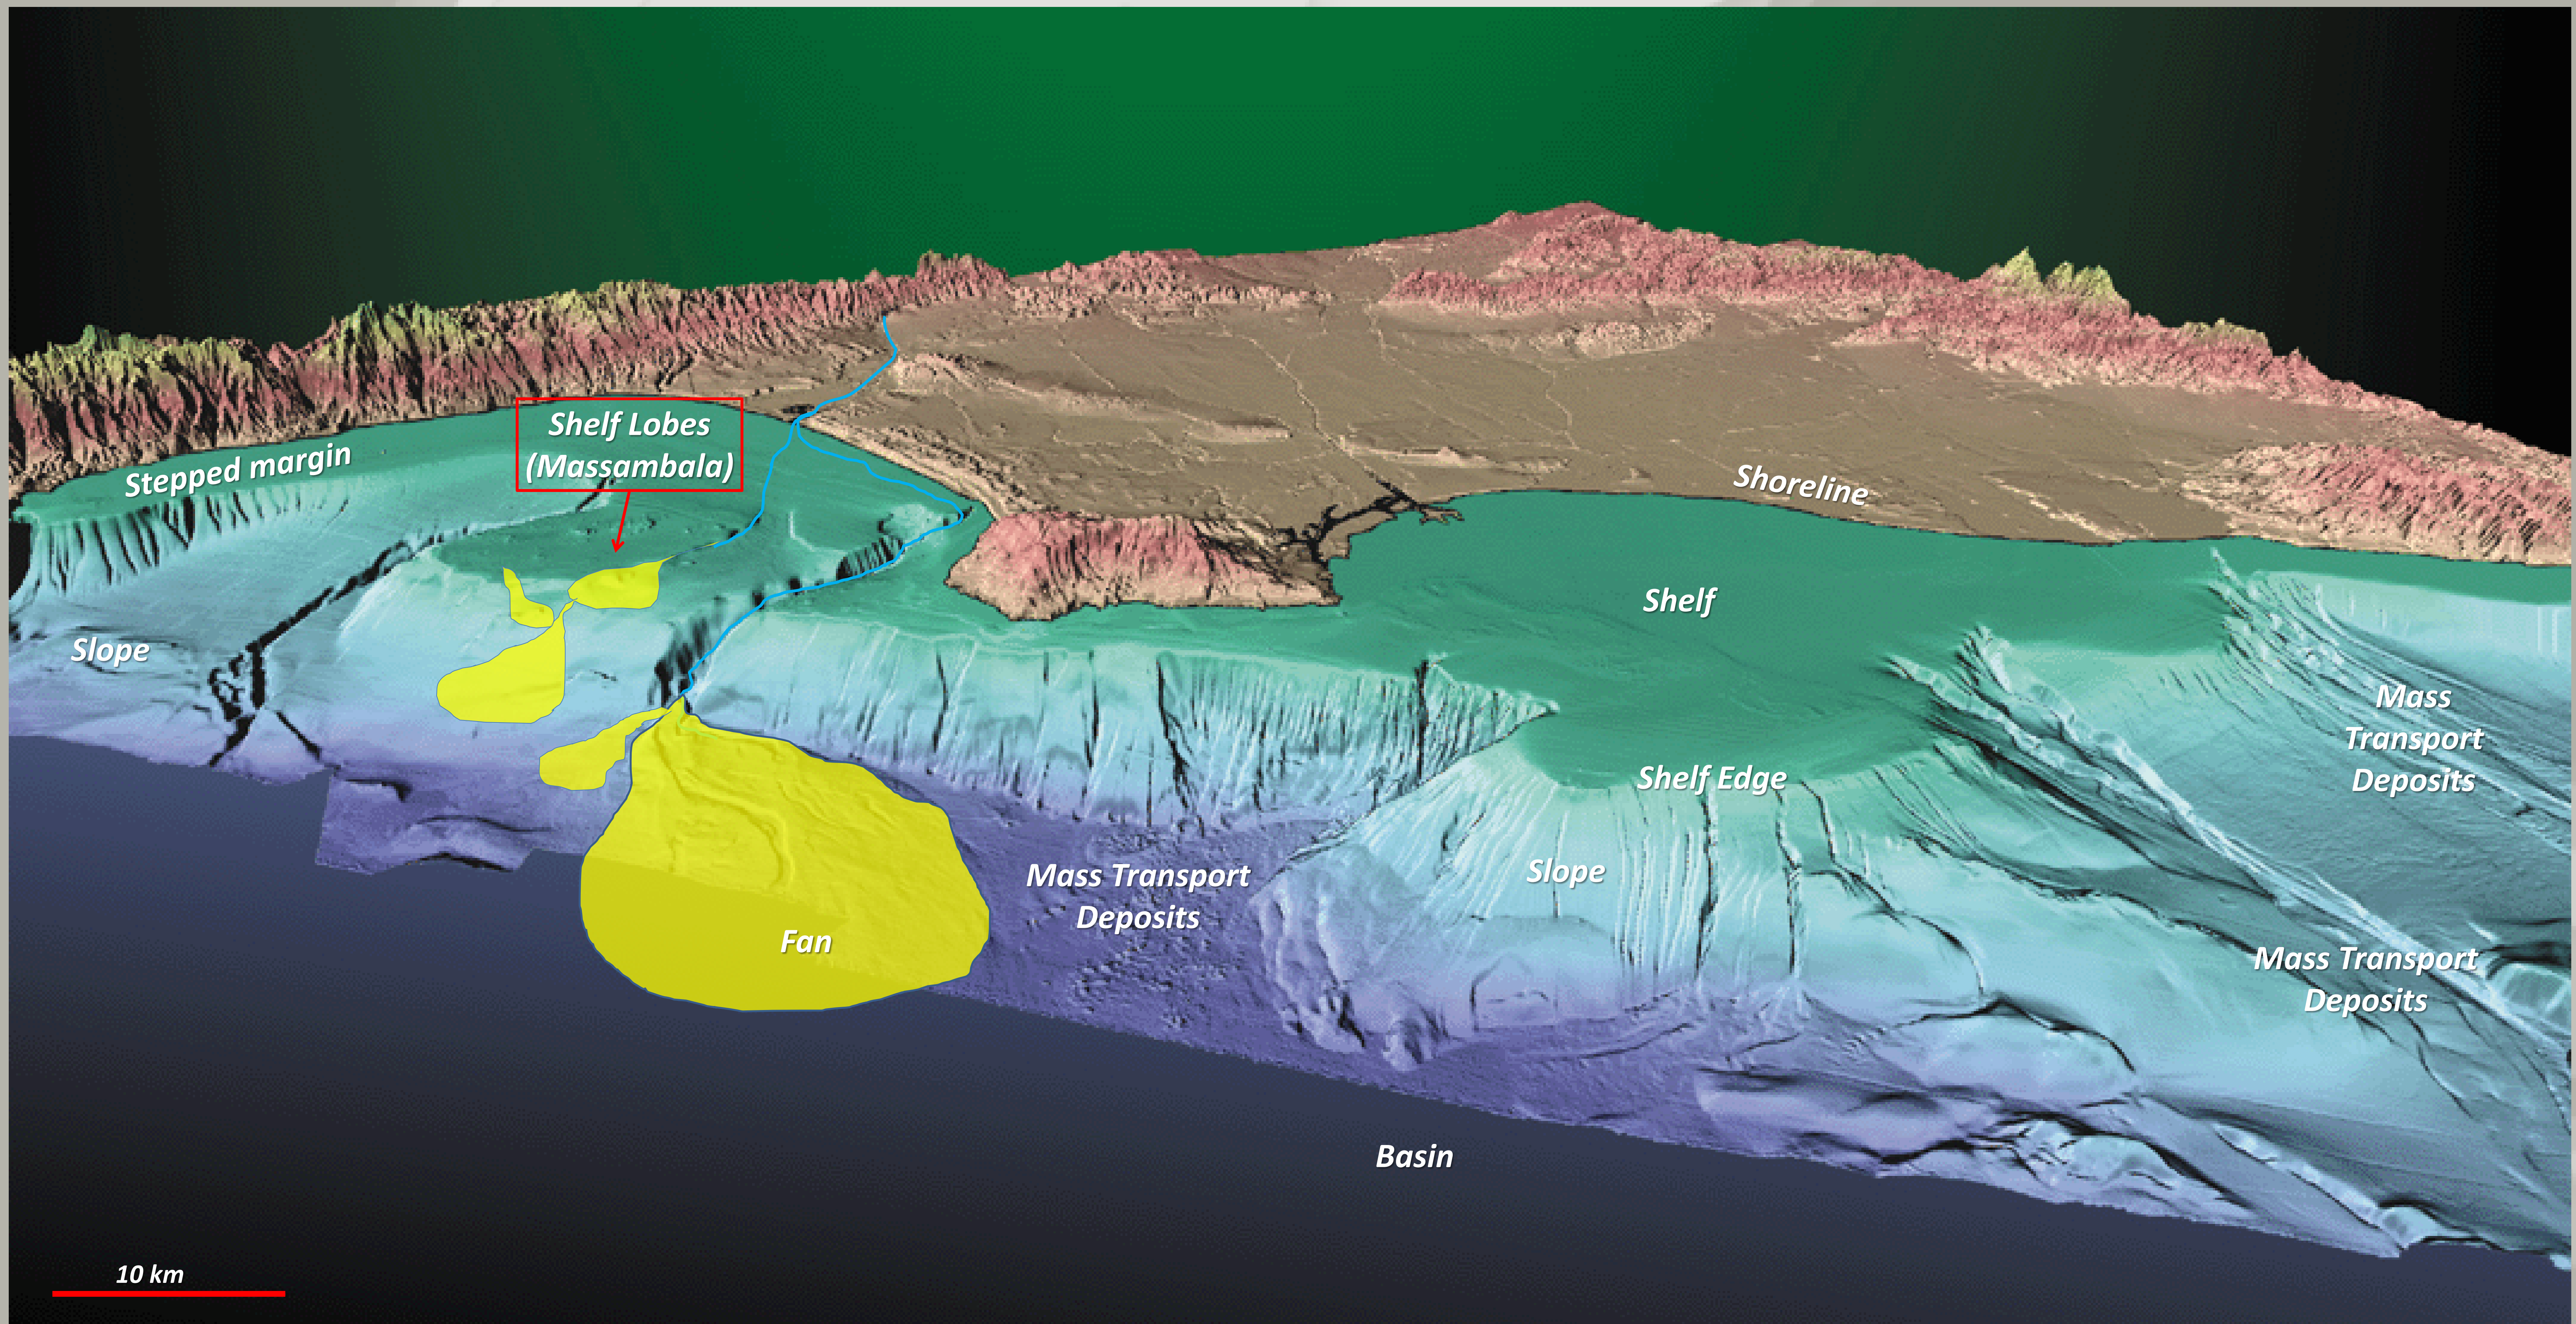 Shelf Lobes
(Massambala)
Stepped margin
Shoreline
Shelf
Slope
Mass
Transport
Deposits
Shelf Edge
Slope
Mass Transport
Deposits
Fan
Mass Transport
Deposits
Basin
10 km